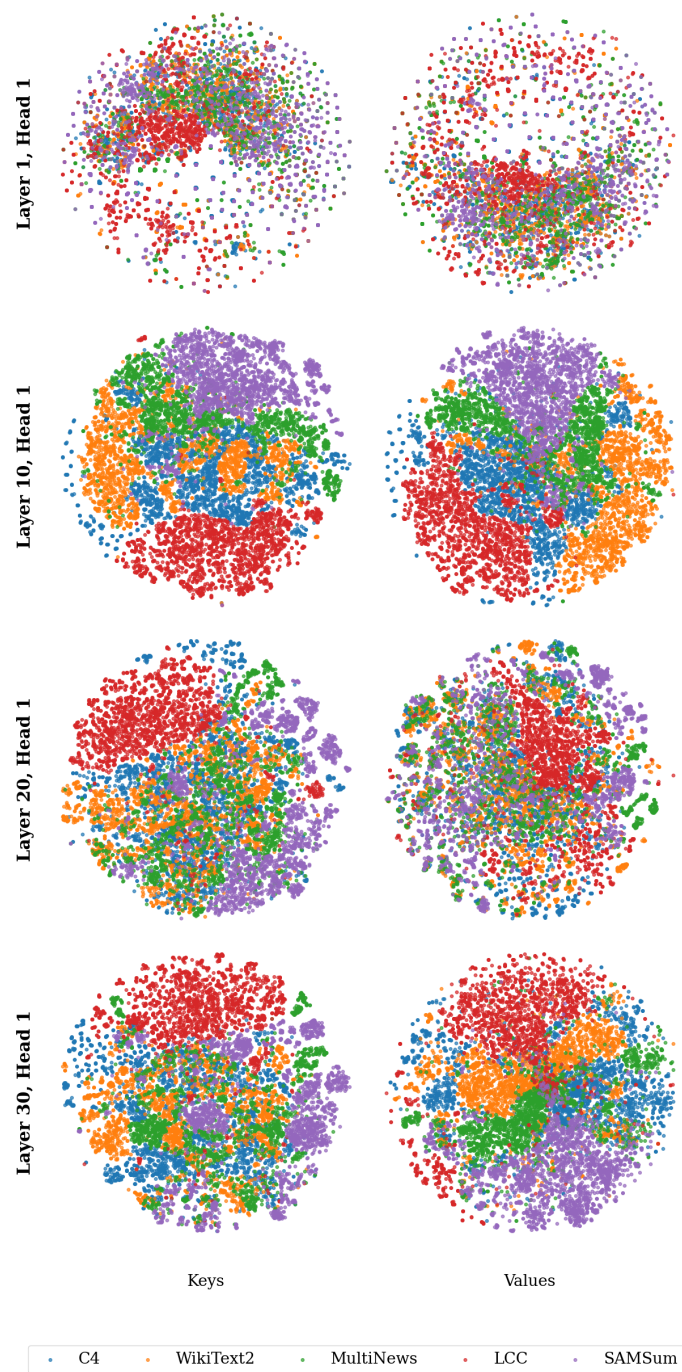 Layer 1, Head 1
Layer 10, Head 1
Layer 20, Head 1
Layer 30, Head 1
Keys Values
C4 WikiText2 MultiNews LCC SAMSum